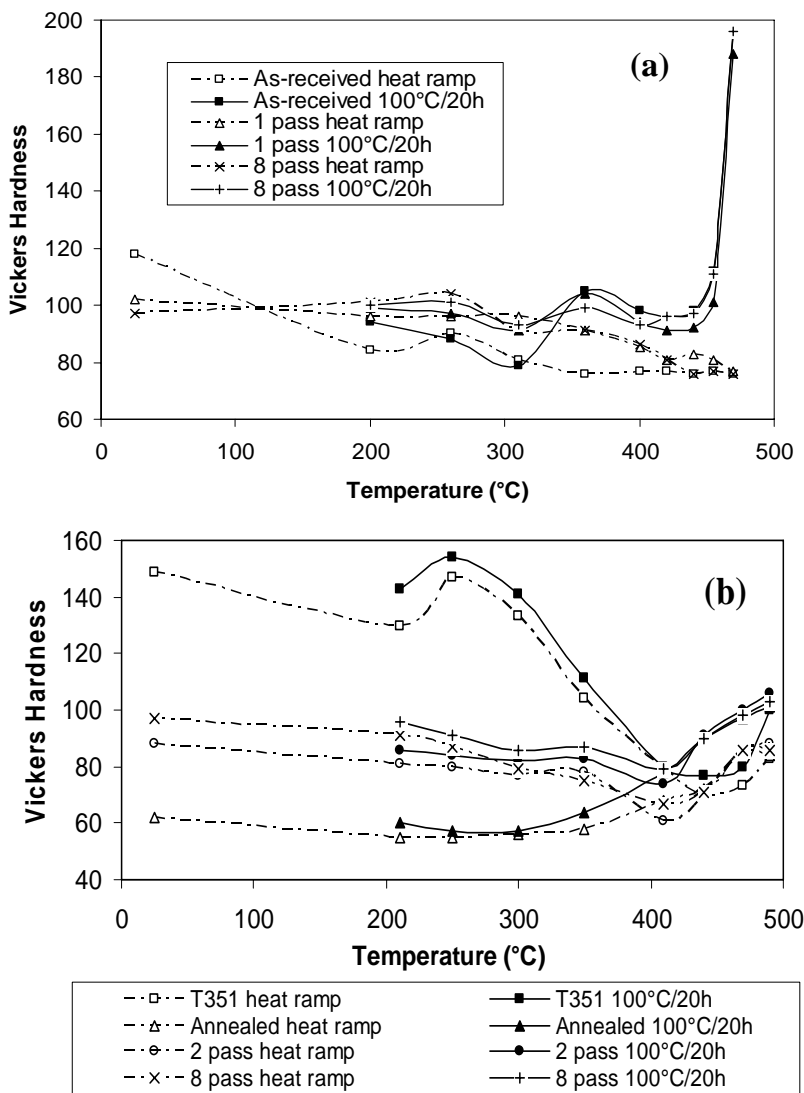 200
180
160
140
120
100
80
60
Vickers Hardness
(a)
As-received heat ramp
As-received 100°C/20h
1 pass heat ramp
1 pass 100°C/20h
8 pass heat ramp
8 pass 100°C/20h
0 100 200 300 400 500
Temperature (°C)
160
140
120
100
80
60
40
Vickers Hardness
(b)
0 100 200 300 400 500
Temperature (°C)
T351 heat ramp T351 100°C/20h
Annealed heat ramp Annealed 100°C/20h
2 pass heat ramp 2 pass 100°C/20h
8 pass heat ramp 8 pass 100°C/20h